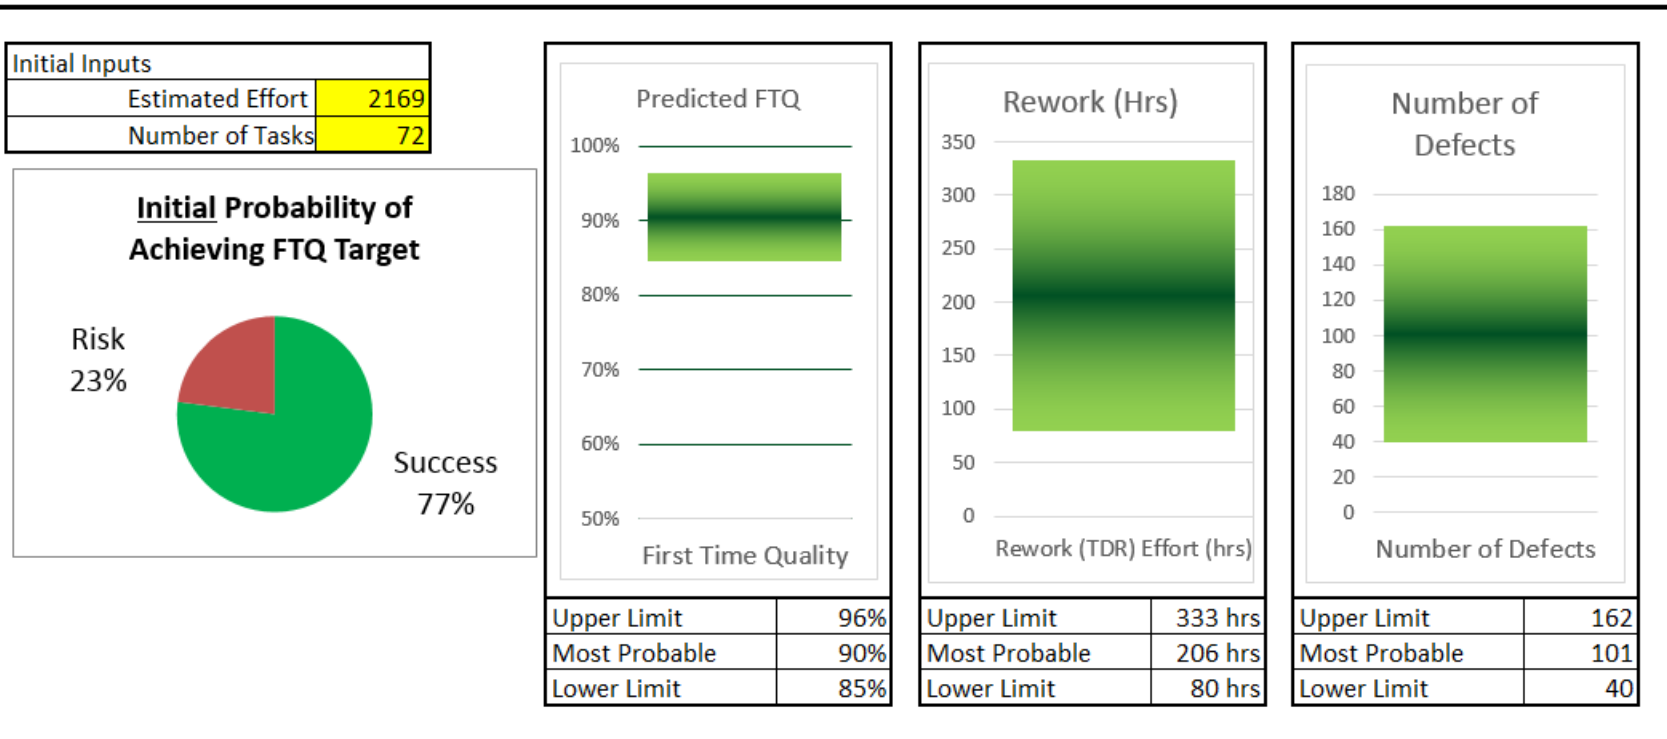 Initial Inputs
Estimated Effort 2169
Number of Tasks 72
Initial Probability of
Achieving FTQ Target
Risk
23%
Success
77%
Predicted FTQ
100%
90%
80%
70%
60%
50%
First Time Quality
Upper Limit 96%
Most Probable 90%
Lower Limit 85%
Rework (Hrs)
350
300
250
200
150
100
50
0
Rework (TDR) Effort (hrs)
Upper Limit 333 hrs
Most Probable 206 hrs
Lower Limit 80 hrs
Number of
Defects
180
160
140
120
100
80
60
40
20
0
Number of Defects
Upper Limit 162
Most Probable 101
Lower Limit 40